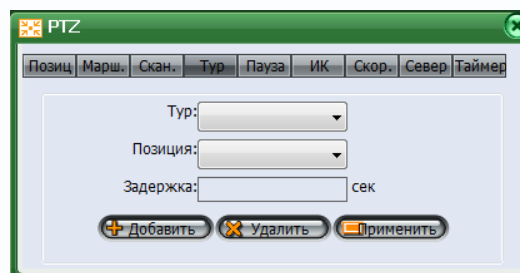 PTZ
Позиц Марш. Скан. Тур Пауза ИК Скор. Север Таймер
Тур:
Позиция:
Задержка: сек
Добавить Удалить Применить